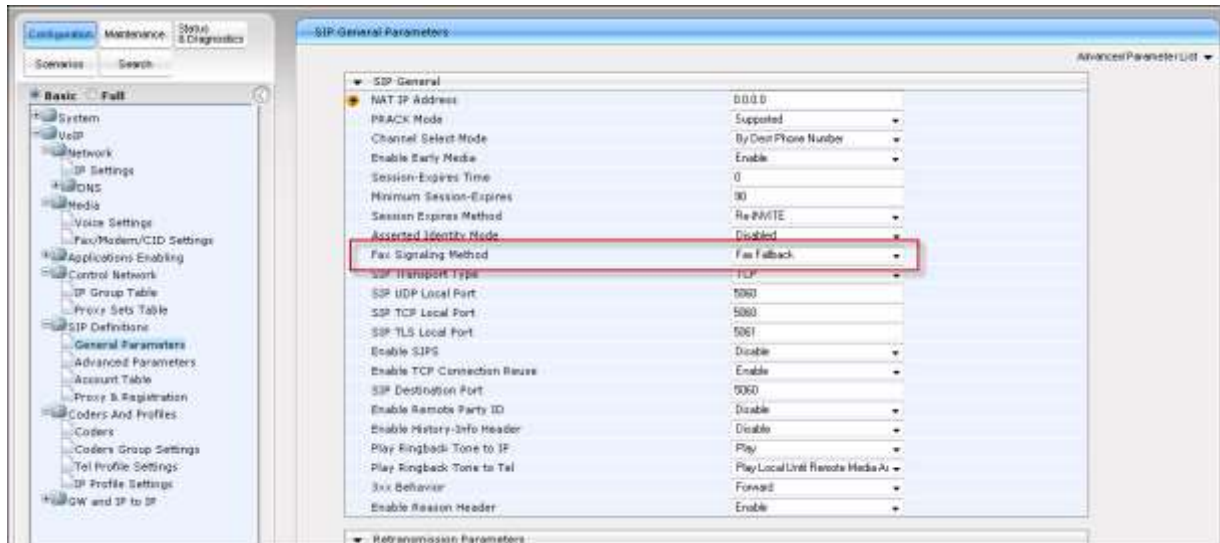 Configuration Maintenance Status & Diagnostics
Scenarios Search
Basic Full
System
VoIP
Network
IP Settings
DNS
Media
Voice Settings
Fax/Modem/CID Settings
Applications Enabling
Control Network
IP Group Table
Proxy Sets Table
SIP Definitions
General Parameters
Advanced Parameters
Account Table
Proxy & Registration
Coders And Profiles
Coders
Coders Group Settings
Tel Profile Settings
IP Profile Settings
GW and IP to IP
SIP General Parameters
Advanced Parameter List
SIP General
NAT IP Address 0.0.0.0
PRACK Mode Supported
Channel Select Mode By Dest Phone Number
Enable Early Media Enable
Session-Expires Time 0
Minimum Session-Expires 90
Session Expires Method Re-INVITE
Asserted Identity Mode Disabled
Fax Signaling Method Fax Fallback
SIP Transport Type TCP
SIP UDP Local Port 5060
SIP TCP Local Port 5060
SIP TLS Local Port 5061
Enable SIPS Disable
Enable TCP Connection Reuse Enable
SIP Destination Port 5060
Enable Remote Party ID Disable
Enable History-Info Header Disable
Play Ringback Tone to IP Play
Play Ringback Tone to Tel Play Local Until Remote Media Ar
3xx Behavior Forward
Enable Reason Header Enable
Retransmission Parameters